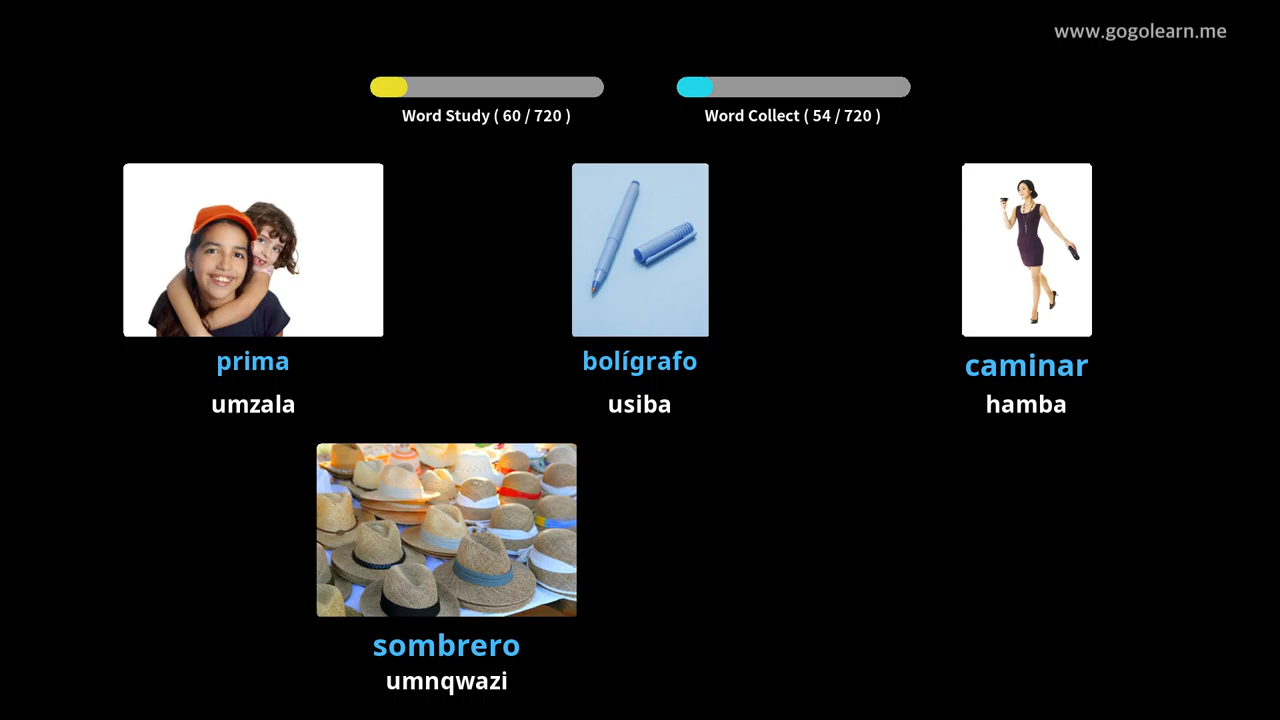 www.gogolearn.me
Word Study ( 60 / 720 )
Word Collect ( 54 / 720 )
prima
bolígrafo
caminar
umzala
usiba
hamba
sombrero
umnqwazi